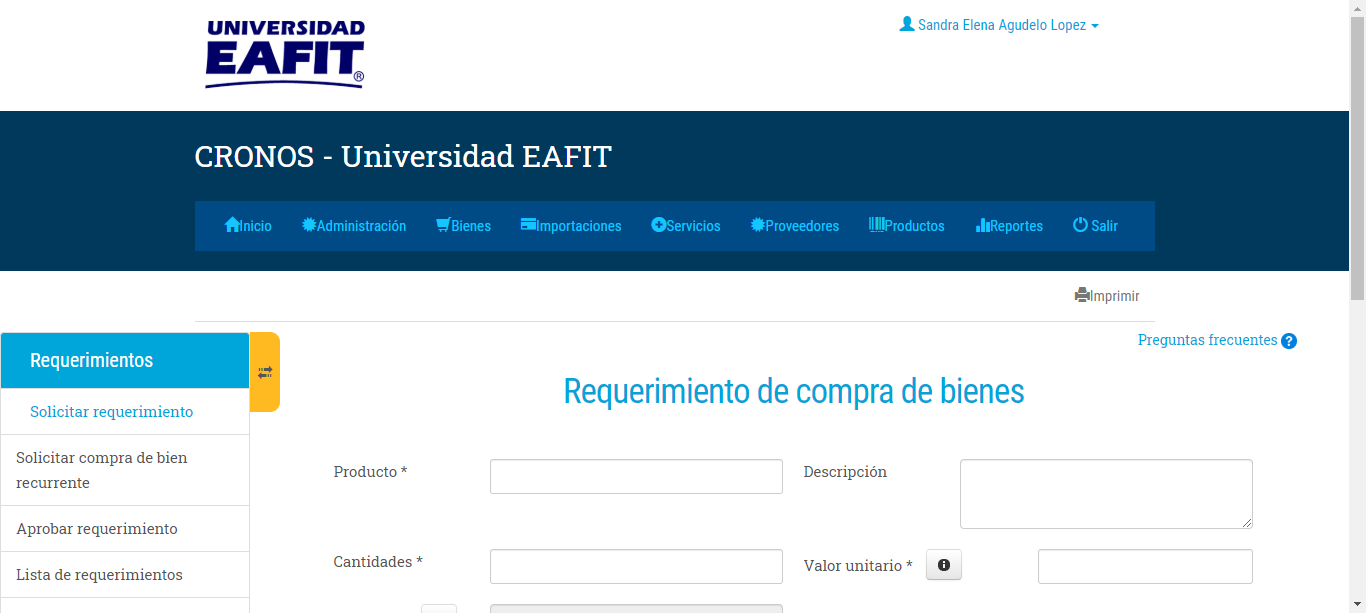 UNIVERSIDAD
EAFIT®
Sandra Elena Agudelo Lopez
CRONOS - Universidad EAFIT
Inicio Administración Bienes Importaciones Servicios Proveedores Productos Reportes Salir
Imprimir
Preguntas frecuentes ?
Requerimientos
Solicitar requerimiento
Solicitar compra de bien
recurrente
Aprobar requerimiento
Lista de requerimientos
Requerimiento de compra de bienes
Producto * Descripción
Cantidades * Valor unitario *